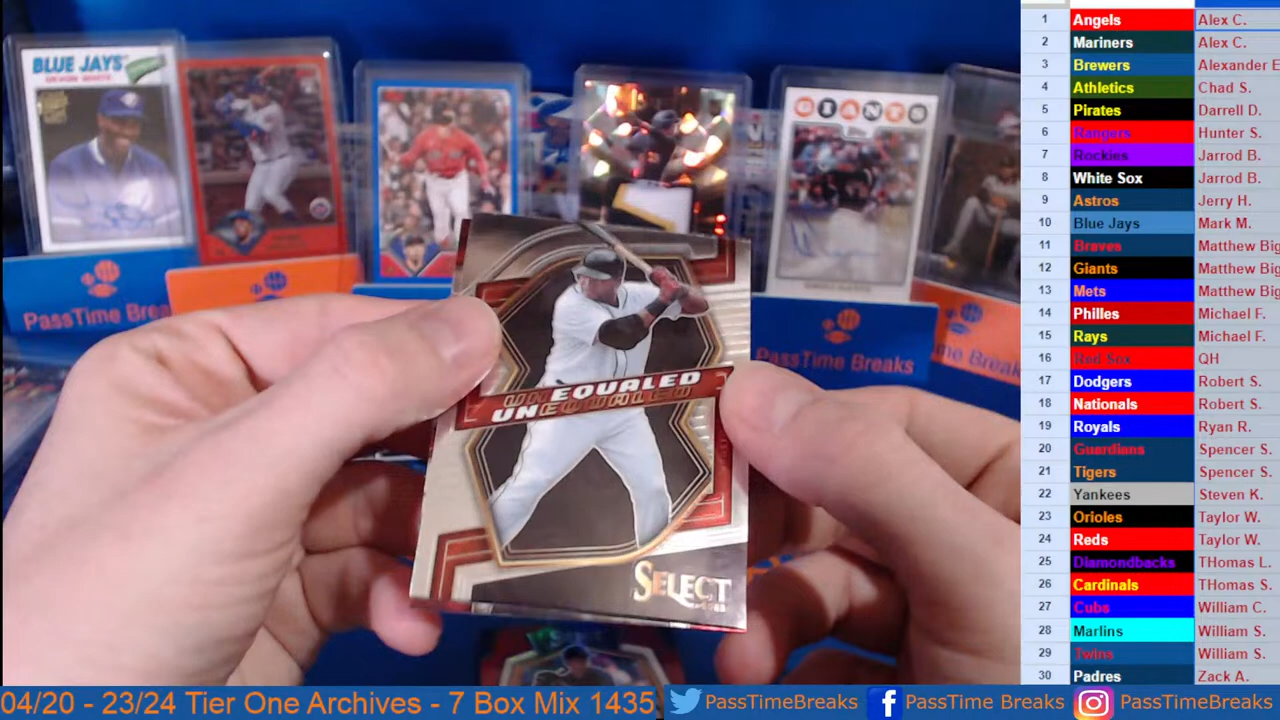 BLUE JAYS
GIANTS
PassTime Breaks
PassTime Breaks
UNEQUALED
UNEQUALED
SELECT
1 Angels Alex C.
2 Mariners Alex C.
3 Brewers Alexander E
4 Athletics Chad S.
5 Pirates Darrell D.
6 Rangers Hunter S.
7 Rockies Jarrod B.
8 White Sox Jarrod B.
9 Astros Jerry H.
10 Blue Jays Mark M.
11 Braves Matthew Big
12 Giants Matthew Big
13 Mets Matthew Big
14 Philles Michael F.
15 Rays Michael F.
16 Red Sox QH
17 Dodgers Robert S.
18 Nationals Robert S.
19 Royals Ryan R.
20 Guardians Spencer S.
21 Tigers Spencer S.
22 Yankees Steven K.
23 Orioles Taylor W.
24 Reds Taylor W.
25 DIamondbacks THomas L.
26 Cardinals THomas S.
27 Cubs William C.
28 Marlins William S.
29 Twins William S.
30 Padres Zack A.
04/20 - 23/24 Tier One Archives - 7 Box Mix 1435
PassTimeBreaks
PassTime Breaks
PassTimeBreaks